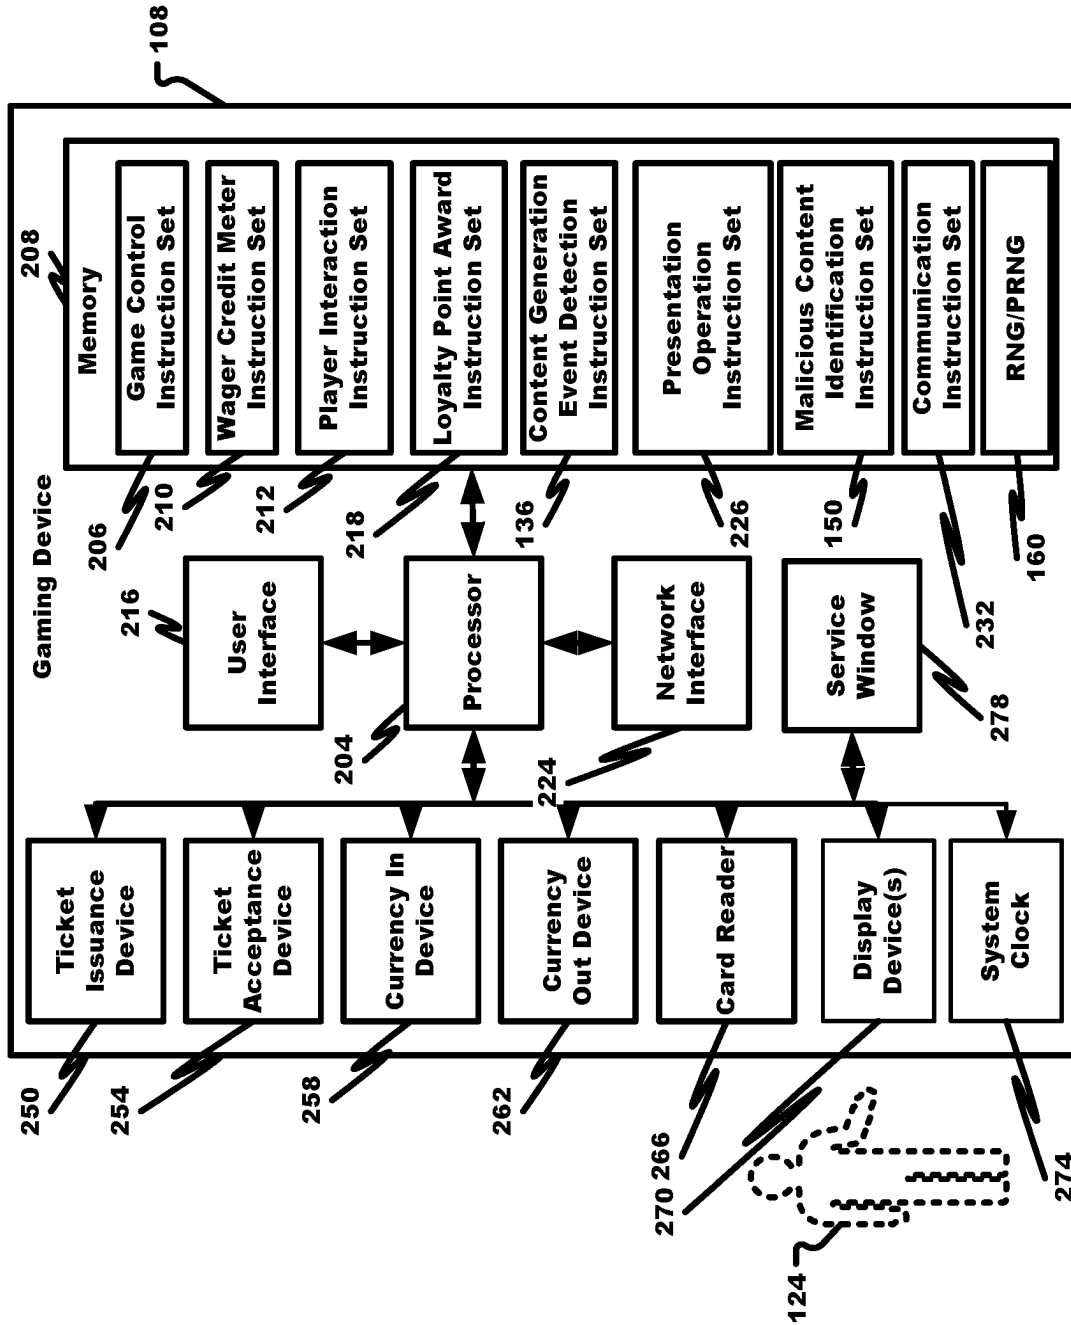 Gaming Device
108
208
Memory
Game Control
Instruction Set
206
Wager Credit Meter
Instruction Set
210
Player Interaction
Instruction Set
212
Loyalty Point Award
Instruction Set
218
Content Generation
Event Detection
Instruction Set
136
Presentation
Operation
Instruction Set
226
Malicious Content
Identification
Instruction Set
150
Communication
Instruction Set
232
RNG/PRNG
160
216
User
Interface
Processor
204
Network
Interface
224
Service
Window
278
Ticket
Issuance
Device
250
Ticket
Acceptance
Device
254
Currency In
Device
258
Currency
Out Device
262
Card Reader
266
Display
Device(s)
270
System
Clock
274
124